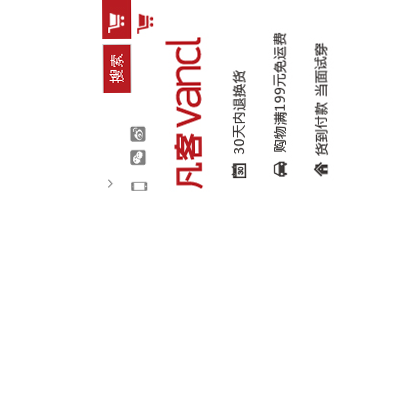 搜索
凡客 vancl
30天内退换货
购物满199元免运费
货到付款 当面试穿
30